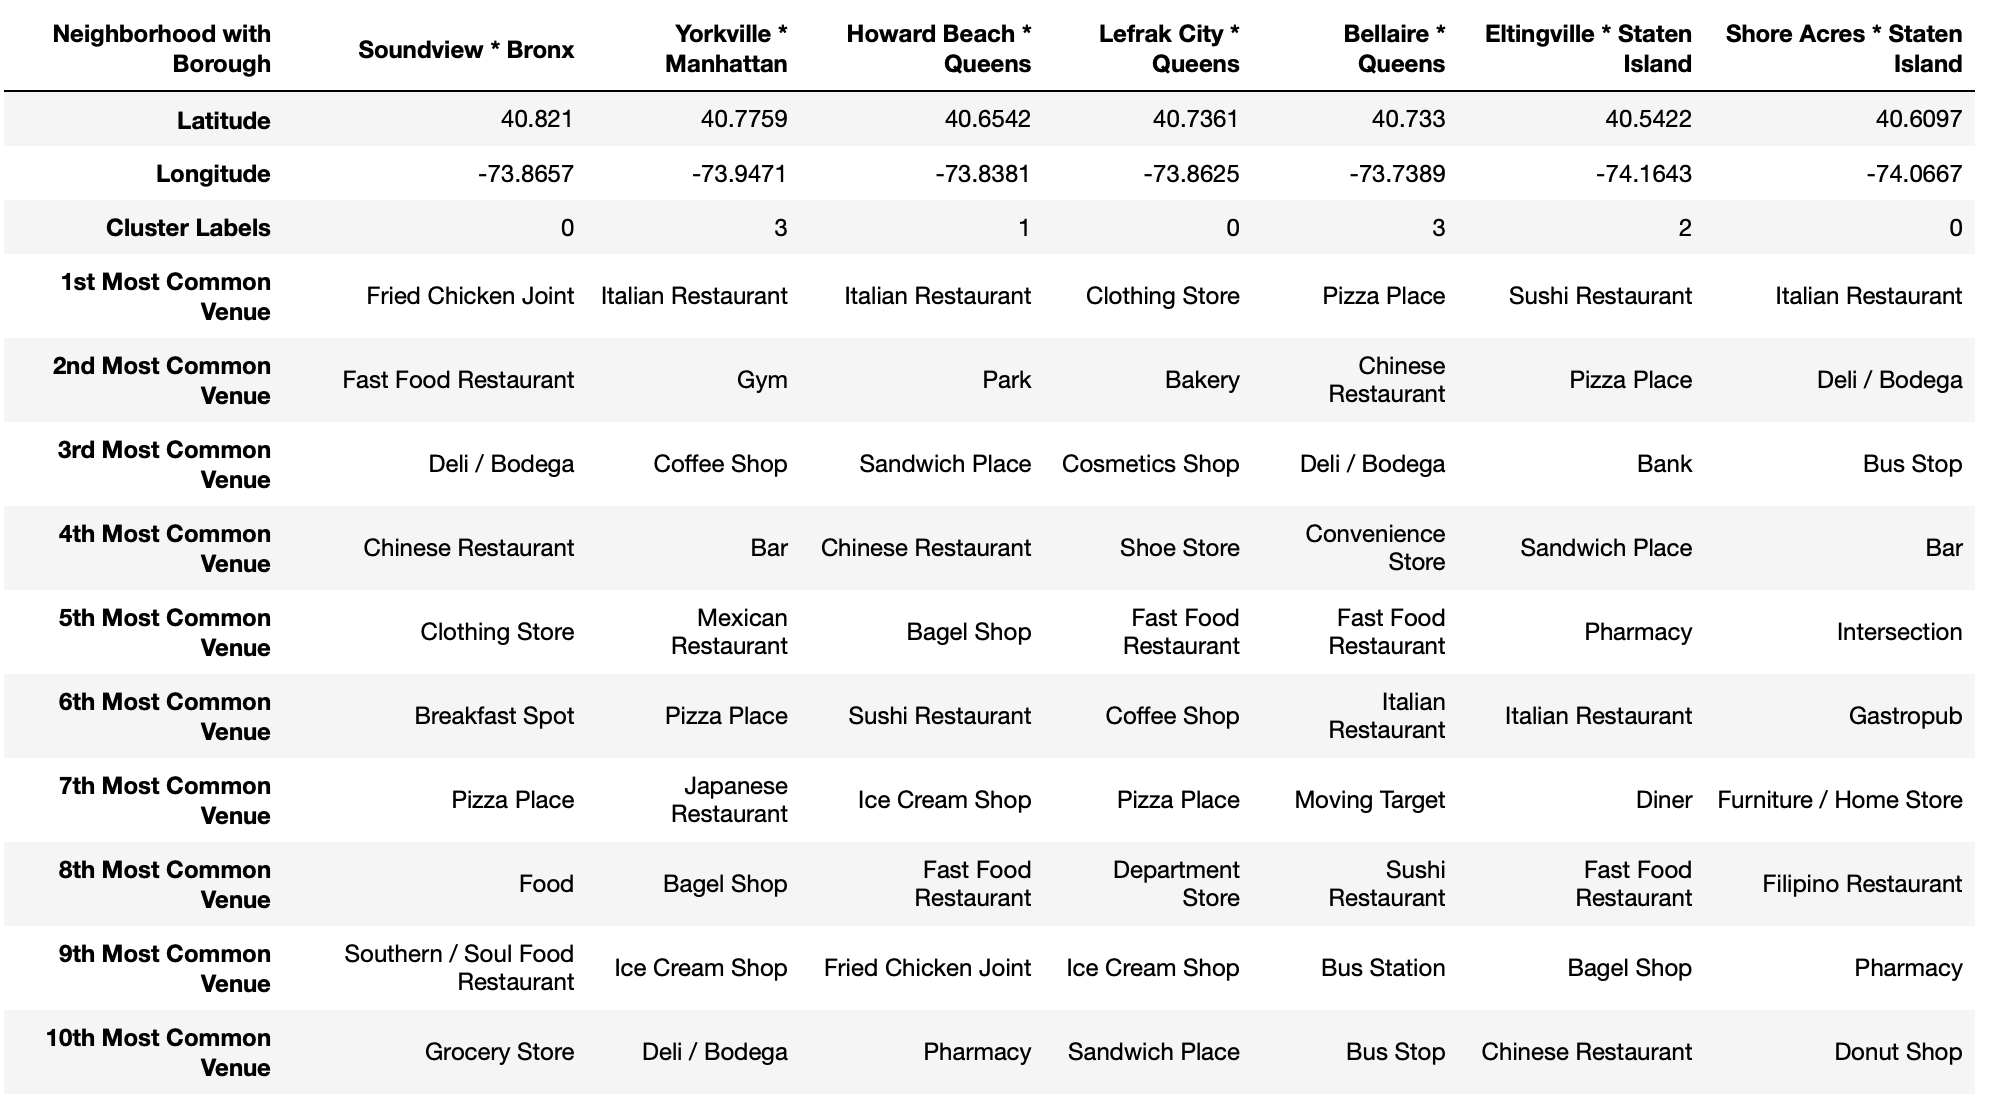 Neighborhood with Borough Soundview * Bronx Yorkville * Manhattan Howard Beach * Queens Lefrak City * Queens Bellaire * Queens Eltingville * Staten Island Shore Acres * Staten Island
Latitude 40.821 40.7759 40.6542 40.7361 40.733 40.5422 40.6097
Longitude -73.8657 -73.9471 -73.8381 -73.8625 -73.7389 -74.1643 -74.0667
Cluster Labels 0 3 1 0 3 2 0
1st Most Common Venue Fried Chicken Joint Italian Restaurant Italian Restaurant Clothing Store Pizza Place Sushi Restaurant Italian Restaurant
2nd Most Common Venue Fast Food Restaurant Gym Park Bakery Chinese Restaurant Pizza Place Deli / Bodega
3rd Most Common Venue Deli / Bodega Coffee Shop Sandwich Place Cosmetics Shop Deli / Bodega Bank Bus Stop
4th Most Common Venue Chinese Restaurant Bar Chinese Restaurant Shoe Store Convenience Store Sandwich Place Bar
5th Most Common Venue Clothing Store Mexican Restaurant Bagel Shop Fast Food Restaurant Fast Food Restaurant Pharmacy Intersection
6th Most Common Venue Breakfast Spot Pizza Place Sushi Restaurant Coffee Shop Italian Restaurant Italian Restaurant Gastropub
7th Most Common Venue Pizza Place Japanese Restaurant Ice Cream Shop Pizza Place Moving Target Diner Furniture / Home Store
8th Most Common Venue Food Bagel Shop Fast Food Restaurant Department Store Sushi Restaurant Fast Food Restaurant Filipino Restaurant
9th Most Common Venue Southern / Soul Food Restaurant Ice Cream Shop Fried Chicken Joint Ice Cream Shop Bus Station Bagel Shop Pharmacy
10th Most Common Venue Grocery Store Deli / Bodega Pharmacy Sandwich Place Bus Stop Chinese Restaurant Donut Shop